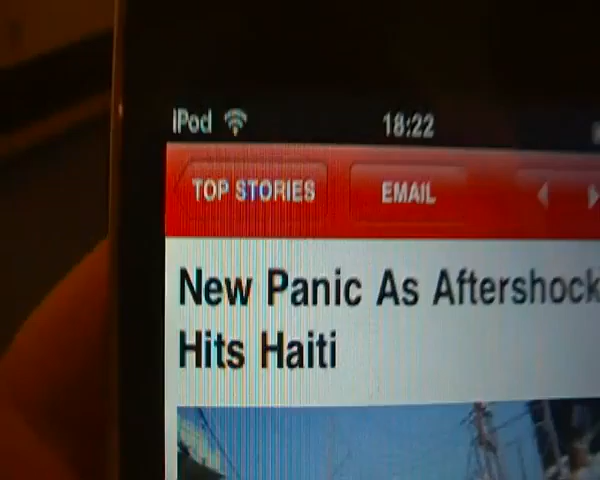 iPod 18:22
TOP STORIES EMAIL
New Panic As Aftershock
Hits Haiti